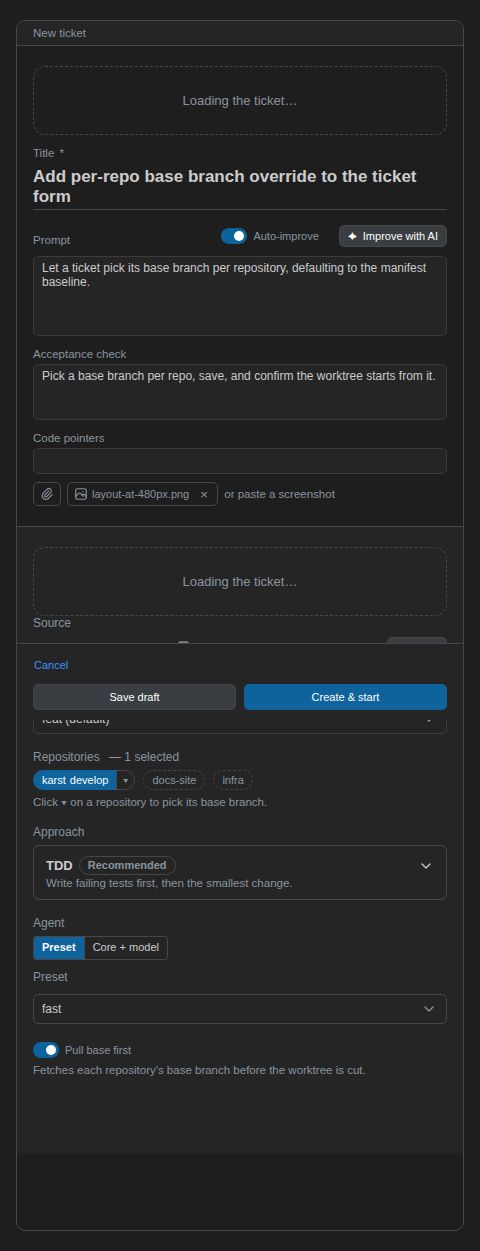 New ticket
Loading the ticket…
Title *
Add per-repo base branch override to the ticket
form
Prompt
Auto-improve
Improve with AI
Let a ticket pick its base branch per repository, defaulting to the manifest
baseline.
Acceptance check
Pick a base branch per repo, save, and confirm the worktree starts from it.
Code pointers
layout-at-480px.png × or paste a screenshot
Loading the ticket…
Source
Cancel
Save draft
Create & start
feat (default)
Repositories — 1 selected
karst develop ▾ docs-site infra
Click ▾ on a repository to pick its base branch.
Approach
TDD Recommended
Write failing tests first, then the smallest change.
Agent
Preset Core + model
Preset
fast
Pull base first
Fetches each repository's base branch before the worktree is cut.